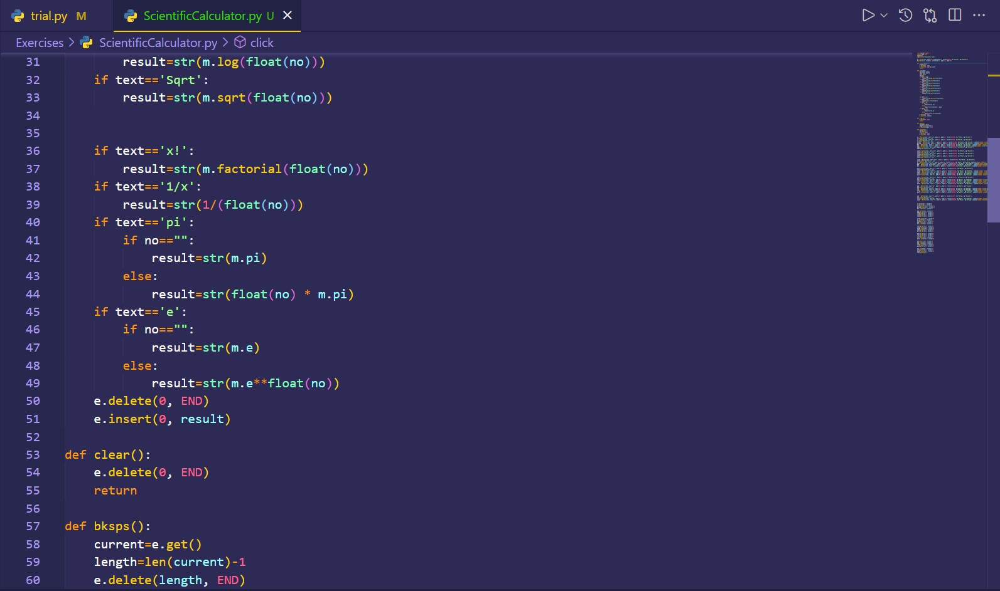 trial.py M ScientificCalculator.py U
Exercises > ScientificCalculator.py > click
31 result=str(m.log(float(no)))
32 if text=='Sqrt':
33 result=str(m.sqrt(float(no)))
34
35
36 if text=='x!':
37 result=str(m.factorial(float(no)))
38 if text=='1/x':
39 result=str(1/(float(no)))
40 if text=='pi':
41 if no=="":
42 result=str(m.pi)
43 else:
44 result=str(float(no) * m.pi)
45 if text=='e':
46 if no=="":
47 result=str(m.e)
48 else:
49 result=str(m.e**float(no))
50 e.delete(0, END)
51 e.insert(0, result)
52
53 def clear():
54 e.delete(0, END)
55 return
56
57 def bksps():
58 current=e.get()
59 length=len(current)-1
60 e.delete(length, END)